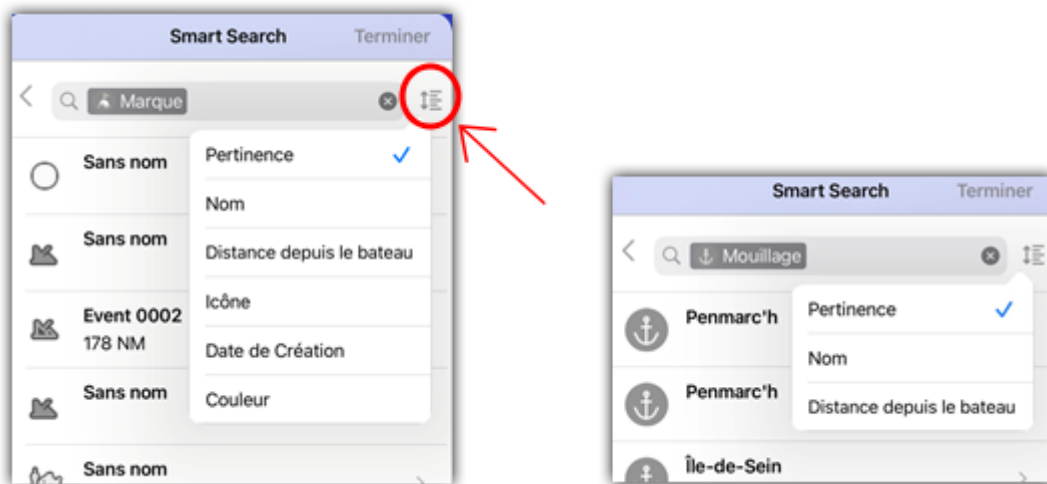 Smart Search Terminer
Marque
Sans nom
Sans nom
Event 0002
178 NM
Sans nom
Sans nom
Pertinence
Nom
Distance depuis le bateau
Icône
Date de Création
Couleur
Smart Search Terminer
Mouillage
Penmarc'h
Penmarc'h
Île-de-Sein
Pertinence
Nom
Distance depuis le bateau